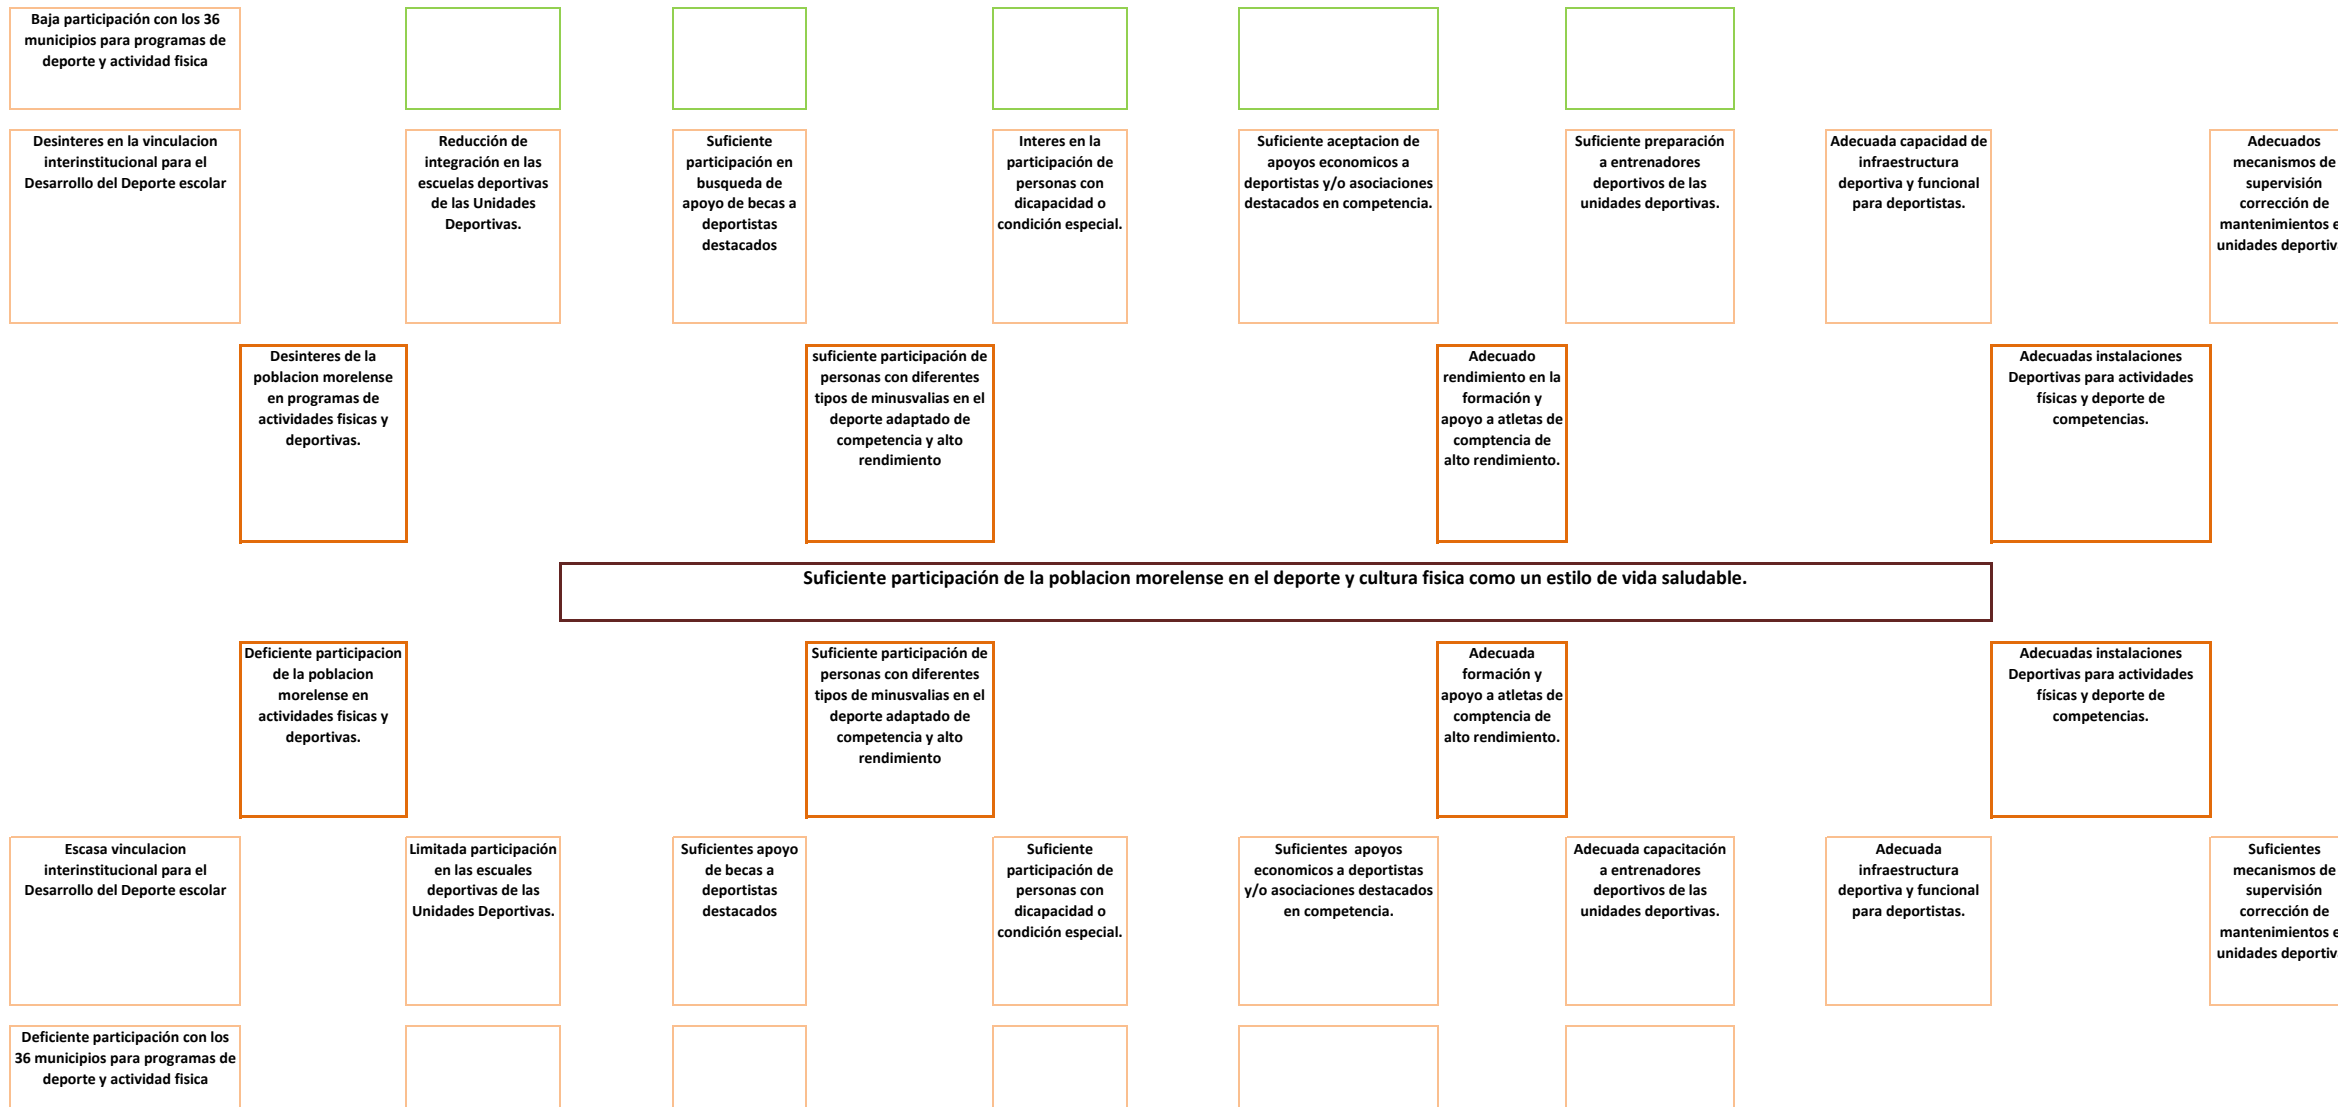 Baja participación con los 36
municipios para programas de
deporte y actividad fisica
Desinteres en la vinculacion
interinstitucional para el
Desarrollo del Deporte escolar
Reducción de
integración en las
escuelas deportivas
de las Unidades
Deportivas.
Suficiente
participación en
busqueda de
apoyo de becas a
deportistas
destacados
Interes en la
participación de
personas con
dicapacidad o
condición especial.
Suficiente aceptacion de
apoyos economicos a
deportistas y/o asociaciones
destacados en competencia.
Suficiente preparación
a entrenadores
deportivos de las
unidades deportivas.
Adecuada capacidad de
infraestructura
deportiva y funcional
para deportistas.
Adecuados
mecanismos de
supervisión
corrección de
mantenimientos
unidades
Desinteres de la
poblacion morelense
en programas de
actividades fisicas y
deportivas.
suficiente participación de
personas con diferentes
tipos de minusvalias en el
deporte adaptado de
competencia y alto
rendimiento
Adecuado
rendimiento en la
formación y
apoyo a atletas de
comptencia de
alto rendimiento.
Adecuadas instalaciones
Deportivas para actividades
físicas y deporte de
competencias.
Suficiente participación de la poblacion morelense en el deporte y cultura fisica como un estilo de vida saludable.
Deficiente participacion
de la poblacion
morelense en
actividades fisicas y
deportivas.
Suficiente participación de
personas con diferentes
tipos de minusvalias en el
deporte adaptado de
competencia y alto
rendimiento
Adecuada
formación y
apoyo a atletas de
comptencia de
alto rendimiento.
Adecuadas instalaciones
Deportivas para actividades
físicas y deporte de
competencias.
Escasa vinculacion
interinstitucional para el
Desarrollo del Deporte escolar
Limitada participación
en las escuales
deportivas de las
Unidades Deportivas.
Suficientes apoyo
de becas a
deportistas
destacados
Suficiente
participación de
personas con
dicapacidad o
condición especial.
Suficientes apoyos
economicos a deportistas
y/o asociaciones destacados
en competencia.
Adecuada capacitación
a entrenadores
deportivos de las
unidades deportivas.
Adecuada
infraestructura
deportiva y funcional
para deportistas.
Suficientes
mecanismos de
supervisión
corrección de
mantenimientos
unidades
Deficiente participación con los
36 municipios para programas de
deporte y actividad fisica